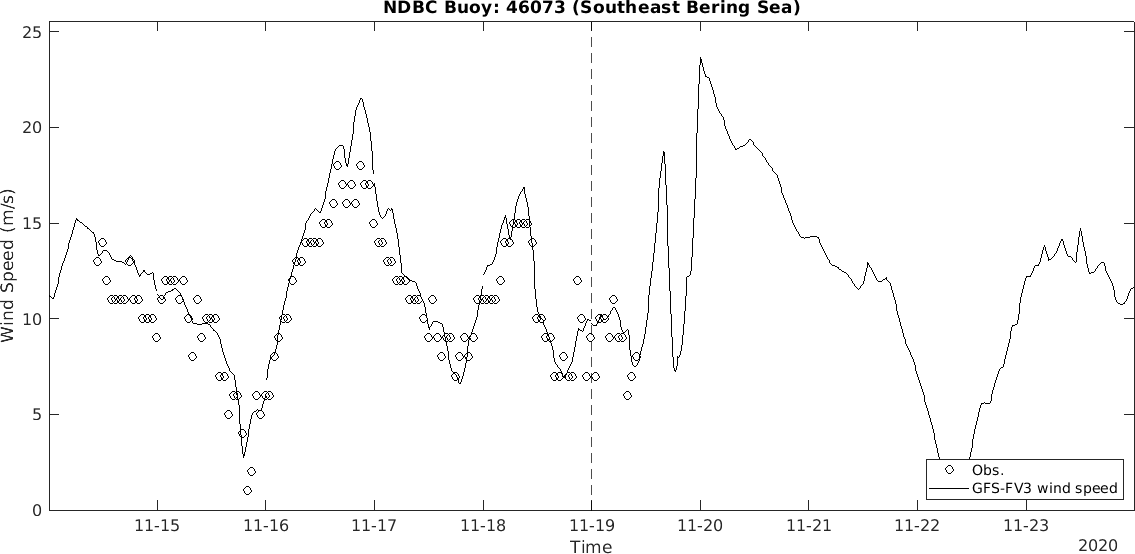 NDBC Buoy: 46073 (Southeast Bering Sea)
25
20
15
10
5
0
Wind Speed (m/s)
Obs.
GFS-FV3 wind speed
11-15 11-16 11-17 11-18 11-19 11-20 11-21 11-22 11-23
Time
2020